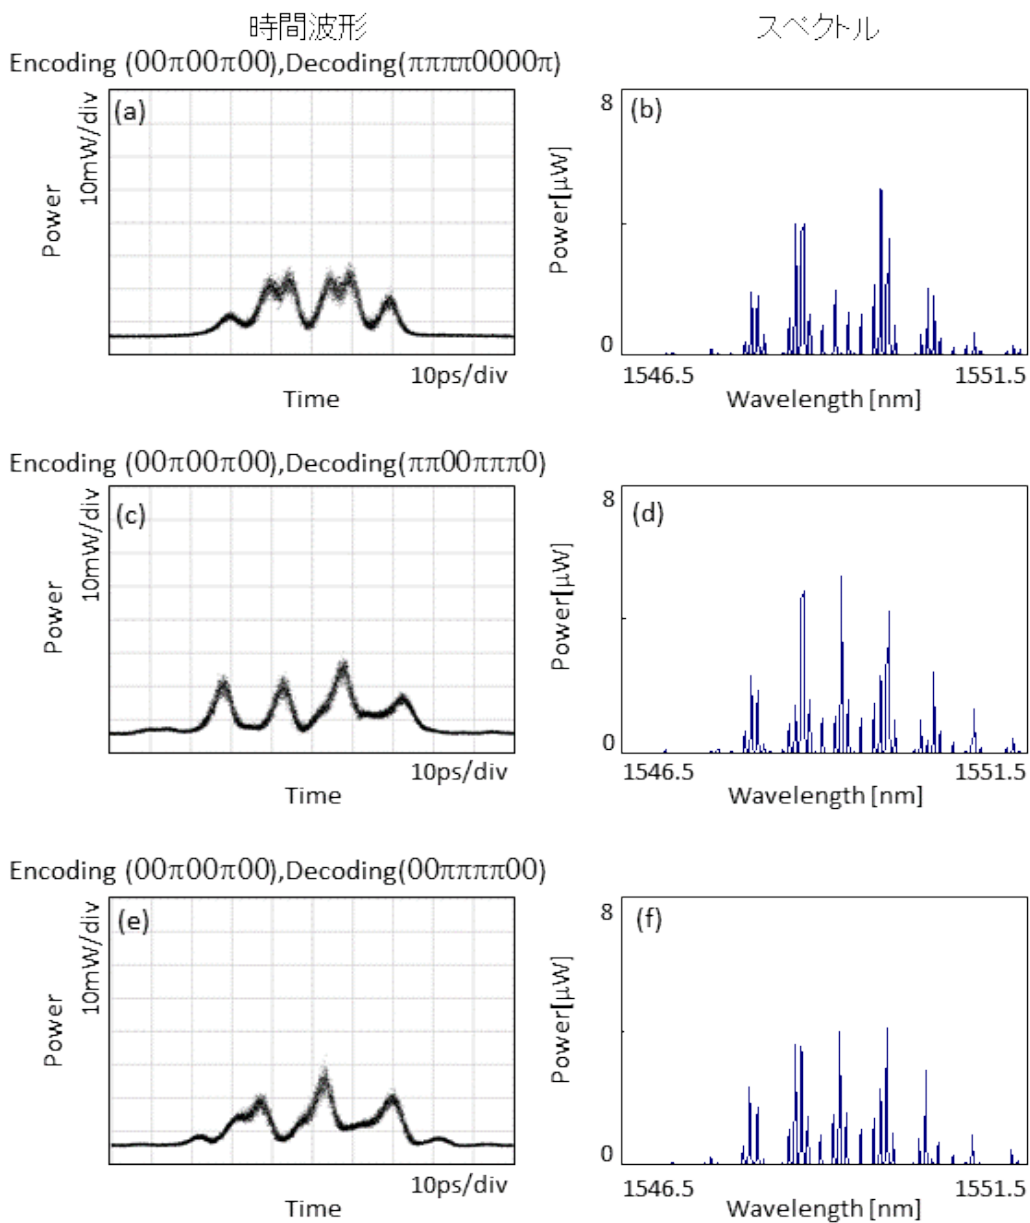 時間波形 スペクトル
Encoding (00π00π00),Decoding(ππππ0000π)
(a)
Power
10mW/div
10ps/div
Time
(b)
8
Power[μW]
0
1546.5 1551.5
Wavelength [nm]
Encoding (00π00π00),Decoding(ππ00πππ0)
(c)
Power
10mW/div
10ps/div
Time
(d)
8
Power[μW]
0
1546.5 1551.5
Wavelength [nm]
Encoding (00π00π00),Decoding(00ππππ00)
(e)
Power
10mW/div
10ps/div
Time
(f)
8
Power[μW]
0
1546.5 1551.5
Wavelength [nm]